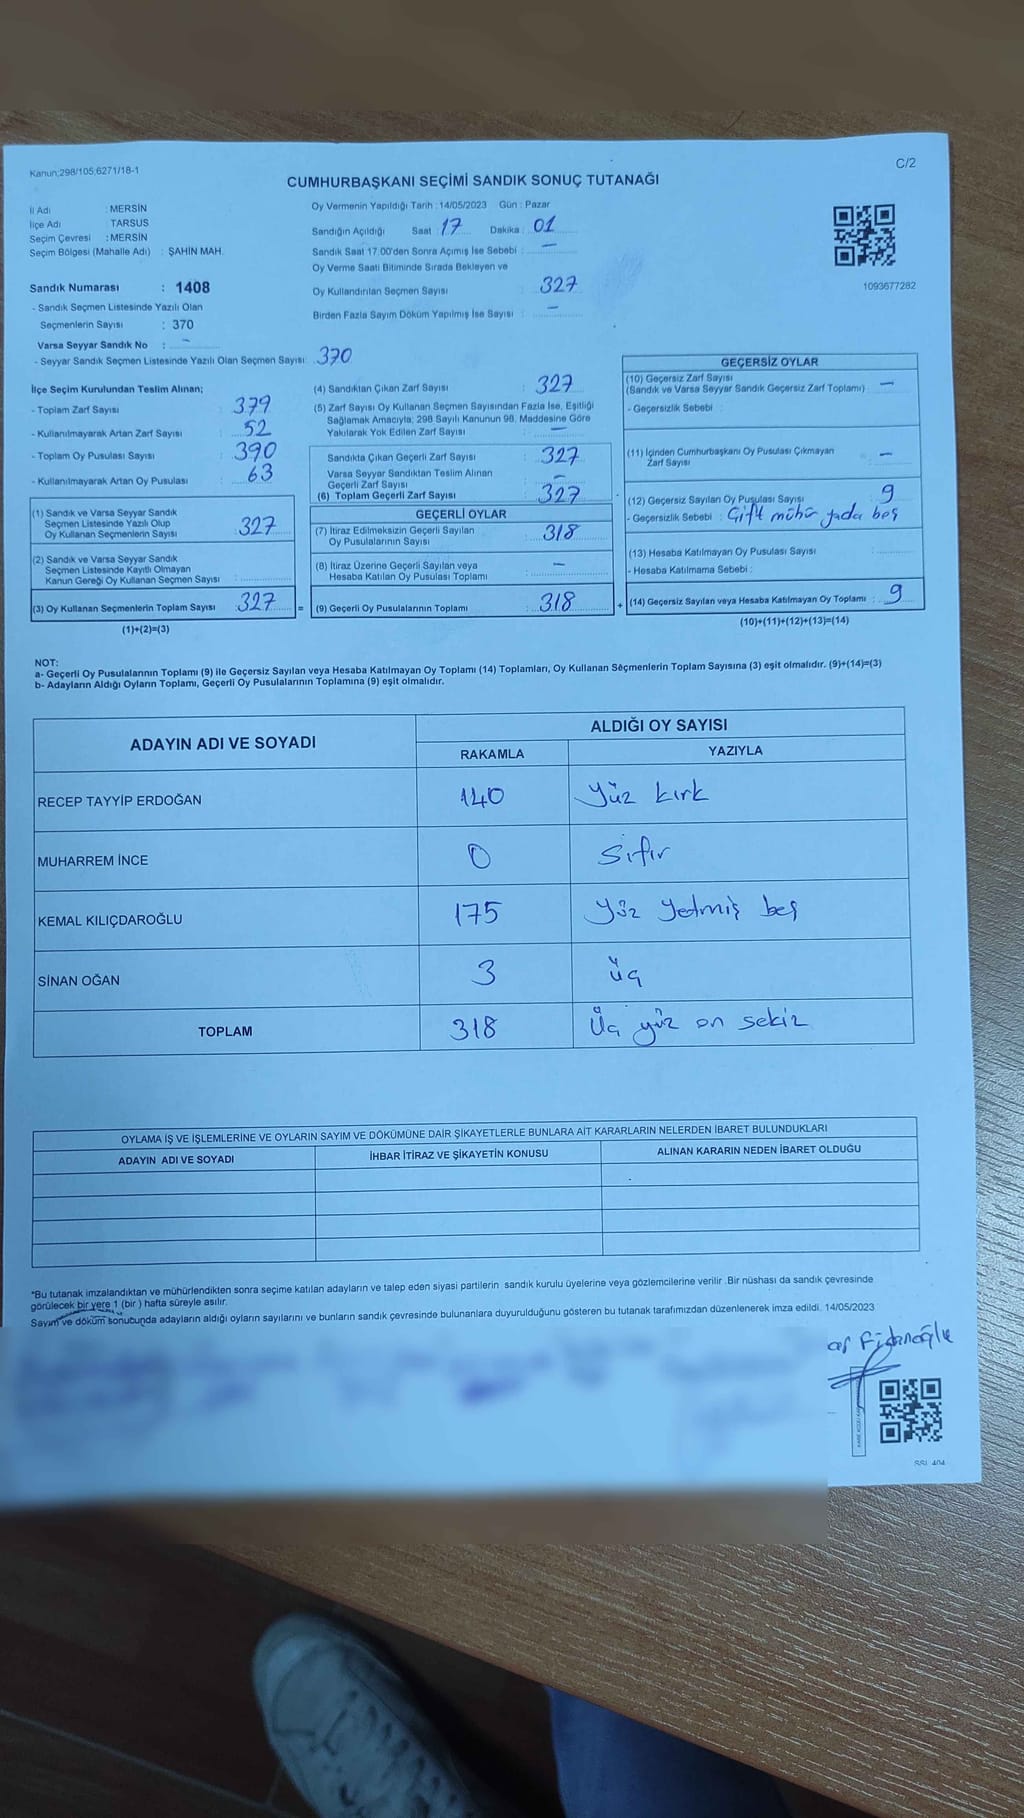 Kanun;298/105,6271/18-1
C/2
CUMHURBAŞKANI SEÇİMİ SANDIK SONUÇ TUTANAĞI
İl Adı : MERSİN
İlçe Adı : TARSUS
Seçim Çevresi : MERSİN
Seçim Bölgesi (Mahalle Adı) : ŞAHİN MAH.
Sandık Numarası : 1408
- Sandık Seçmen Listesinde Yazılı Olan
Seçmenlerin Sayısı : 370
Varsa Seyyar Sandık No : -
- Seyyar Sandık Seçmen Listesinde Yazılı Olan Seçmen Sayısı : 370
Oy Vermenin Yapıldığı Tarih : 14/05/2023 Gün : Pazar
Sandığın Açıldığı Saat : 17 Dakika : 01
Sandık Saat 17.00'den Sonra Açımış İse Sebebi : -
Oy Verme Saati Bitiminde Sırada Bekleyen ve
Oy Kullandırılan Seçmen Sayısı : 327
Birden Fazla Sayım Döküm Yapılmış İse Sayısı : -
1093677282
İlçe Seçim Kurulundan Teslim Alınan;
- Toplam Zarf Sayısı : 379
- Kullanılmayarak Artan Zarf Sayısı : 52
- Toplam Oy Pusulası Sayısı : 390
- Kullanılmayarak Artan Oy Pusulası : 63
(1) Sandık ve Varsa Seyyar Sandık
Seçmen Listesinde Yazılı Olup
Oy Kullanan Seçmenlerin Sayısı : 327
(2) Sandık ve Varsa Seyyar Sandık
Seçmen Listesinde Kayıtlı Olmayan
Kanun Gereği Oy Kullanan Seçmen Sayısı :
(3) Oy Kullanan Seçmenlerin Toplam Sayısı : 327 =
(1)+(2)=(3)
(4) Sandıktan Çıkan Zarf Sayısı : 327
(5) Zarf Sayısı Oy Kullanan Seçmen Sayısından Fazla İse, Eşitliği
Sağlamak Amacıyla; 298 Sayılı Kanunun 98. Maddesine Göre
Yakılarak Yok Edilen Zarf Sayısı : -
Sandıkta Çıkan Geçerli Zarf Sayısı : 327
Varsa Seyyar Sandıktan Teslim Alınan
Geçerli Zarf Sayısı : -
(6) Toplam Geçerli Zarf Sayısı : 327
GEÇERLİ OYLAR
(7) İtiraz Edilmeksizin Geçerli Sayılan
Oy Pusulalarının Sayısı : 318
(8) İtiraz Üzerine Geçerli Sayılan veya
Hesaba Katılan Oy Pusulası Toplamı : -
(9) Geçerli Oy Pusulalarının Toplamı : 318 +
GEÇERSİZ OYLAR
(10) Geçersiz Zarf Sayısı
(Sandık ve Varsa Seyyar Sandık Geçersiz Zarf Toplamı) : -
- Geçersizlik Sebebi :
(11) İçinden Cumhurbaşkanı Oy Pusulası Çıkmayan
Zarf Sayısı : -
(12) Geçersiz Sayılan Oy Pusulası Sayısı : 9
- Geçersizlik Sebebi : Çift mühür yada beş
(13) Hesaba Katılmayan Oy Pusulası Sayısı :
- Hesaba Katılmama Sebebi :
(14) Geçersiz Sayılan veya Hesaba Katılmayan Oy Toplamı : 9
(10)+(11)+(12)+(13)=(14)
NOT:
a- Geçerli Oy Pusulalarının Toplamı (9) ile Geçersiz Sayılan veya Hesaba Katılmayan Oy Toplamı (14) Toplamları, Oy Kullanan Seçmenlerin Toplam Sayısına (3) eşit olmalıdır. (9)+(14)=(3)
b- Adayların Aldığı Oyların Toplamı, Geçerli Oy Pusulalarının Toplamına (9) eşit olmalıdır.
ADAYIN ADI VE SOYADI
ALDIĞI OY SAYISI
RAKAMLA YAZIYLA
RECEP TAYYİP ERDOĞAN 140 Yüz kırk
MUHARREM İNCE 0 Sıfır
KEMAL KILIÇDAROĞLU 175 Yüz Yetmiş beş
SİNAN OĞAN 3 üç
TOPLAM 318 Üç yüz on sekiz
OYLAMA İŞ VE İŞLEMLERİNE VE OYLARIN SAYIM VE DÖKÜMÜNE DAİR ŞİKAYETLERLE BUNLARA AİT KARARLARIN NELERDEN İBARET BULUNDUKLARI
ADAYIN ADI VE SOYADI İHBAR İTİRAZ VE ŞİKAYETİN KONUSU ALINAN KARARIN NEDEN İBARET OLDUĞU
*Bu tutanak imzalandıktan ve mühürlendikten sonra seçime katılan adayların ve talep eden siyasi partilerin sandık kurulu üyelerine veya gözlemcilerine verilir .Bir nüshası da sandık çevresinde
görülecek bir yere 1 (bir ) hafta süreyle asılır.
Sayım ve döküm sonucunda adayların aldığı oyların sayılarını ve bunların sandık çevresinde bulunanlara duyurulduğunu gösteren bu tutanak tarafımızdan düzenlenerek imza edildi. 14/05/2023
ar Fidanoğlu